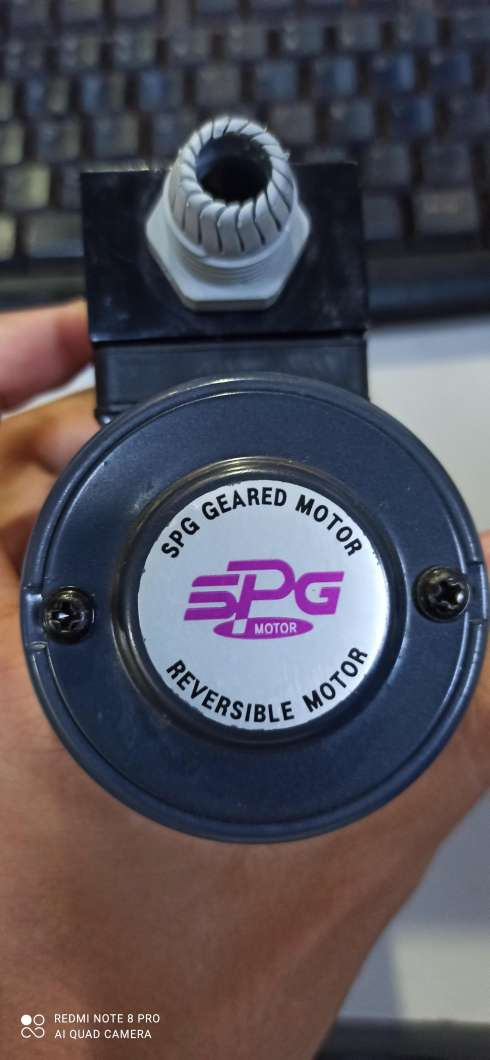 SPG GEARED MOTOR
SPG
MOTOR
REVERSIBLE MOTOR
REDMI NOTE 8 PRO
AI QUAD CAMERA